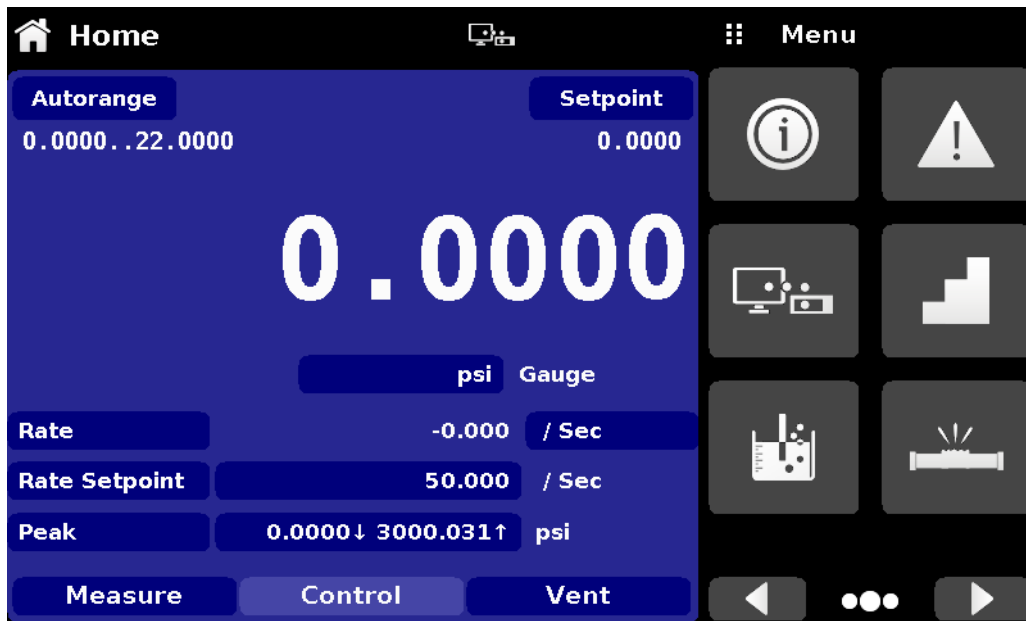 Home
Menu
Autorange
Setpoint
0.0000..22.0000
0.0000
0.0000
psi Gauge
Rate -0.000 / Sec
Rate Setpoint 50.000 / Sec
Peak 0.0000↓ 3000.031↑ psi
Measure Control Vent